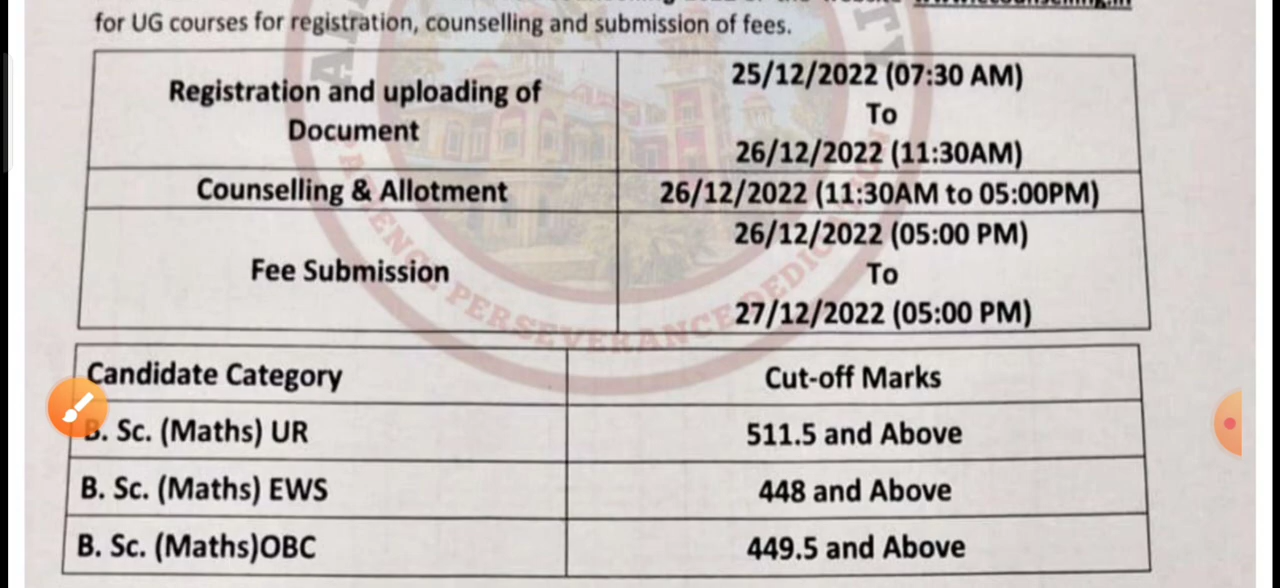 for UG courses for registration, counselling and submission of fees.
Registration and uploading of
Document
25/12/2022 (07:30 AM)
To
26/12/2022 (11:30AM)
Counselling & Allotment
26/12/2022 (11:30AM to 05:00PM)
Fee Submission
26/12/2022 (05:00 PM)
To
27/12/2022 (05:00 PM)
PERSEVERANCE
Candidate Category
Cut-off Marks
B. Sc. (Maths) UR
511.5 and Above
B. Sc. (Maths) EWS
448 and Above
B. Sc. (Maths)OBC
449.5 and Above